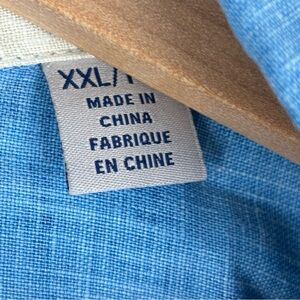 XXL/
MADE IN
CHINA
FABRIQUE
EN CHINE